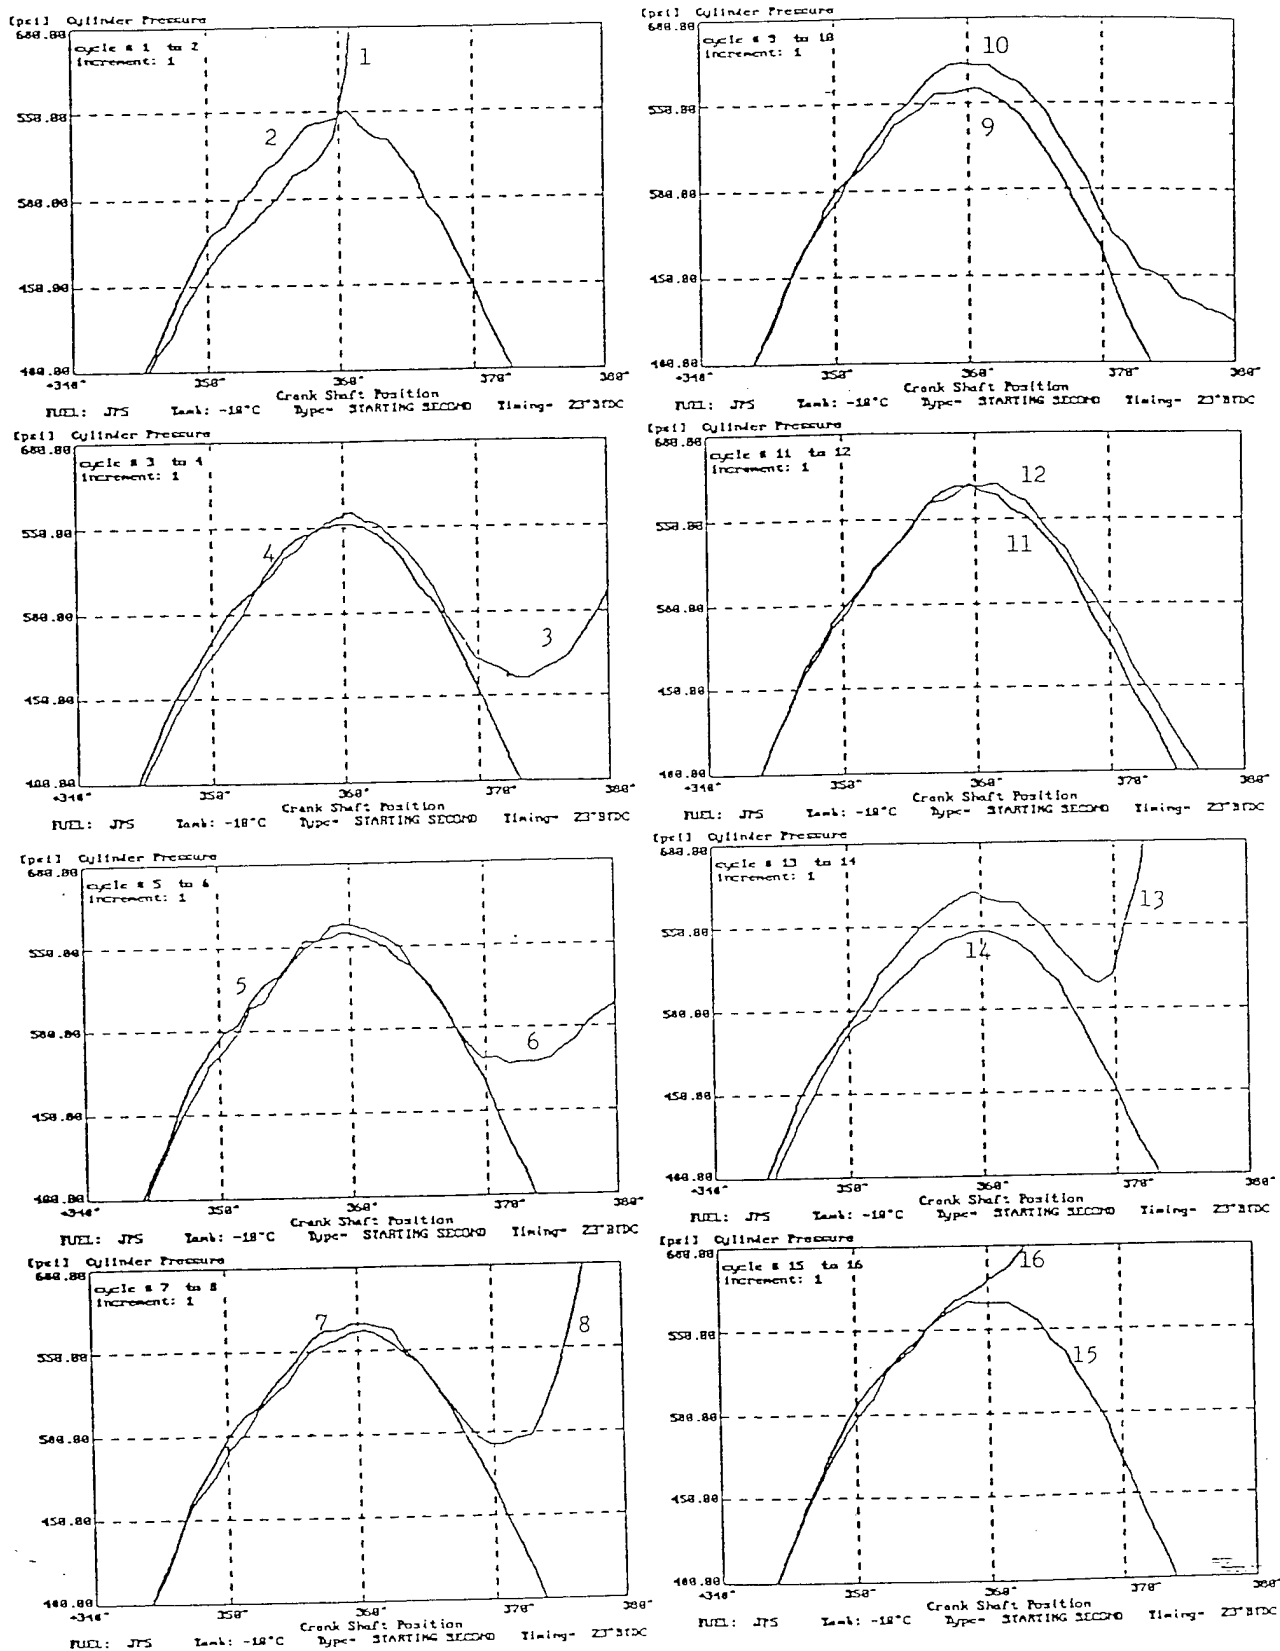 [psi] Cylinder Pressure
600.00
cycle # 1 to 2
increment: 1
1
2
550.00
500.00
450.00
400.00
+340° 350° 360° 370° 380°
Crank Shaft Position
FUEL: JP5 Tamb: -18°C Type= STARTING SECOND Timing= 23°BTDC
[psi] Cylinder Pressure
600.00
cycle # 3 to 4
increment: 1
550.00
4
500.00
3
450.00
400.00
+340° 350° 360° 370° 380°
Crank Shaft Position
FUEL: JP5 Tamb: -18°C Type= STARTING SECOND Timing= 23°BTDC
[psi] Cylinder Pressure
600.00
cycle # 5 to 6
increment: 1
550.00
5
500.00
6
450.00
400.00
+340° 350° 360° 370° 380°
Crank Shaft Position
FUEL: JP5 Tamb: -18°C Type= STARTING SECOND Timing= 23°BTDC
[psi] Cylinder Pressure
600.00
cycle # 7 to 8
increment: 1
7
8
550.00
500.00
450.00
400.00
+340° 350° 360° 370° 380°
Crank Shaft Position
FUEL: JP5 Tamb: -18°C Type= STARTING SECOND Timing= 23°BTDC
[psi] Cylinder Pressure
600.00
cycle # 9 to 10
increment: 1
10
550.00
9
500.00
450.00
400.00
+340° 350° 360° 370° 380°
Crank Shaft Position
FUEL: JP5 Tamb: -18°C Type= STARTING SECOND Timing= 23°BTDC
[psi] Cylinder Pressure
600.00
cycle # 11 to 12
increment: 1
12
550.00
11
500.00
450.00
400.00
+340° 350° 360° 370° 380°
Crank Shaft Position
FUEL: JP5 Tamb: -18°C Type= STARTING SECOND Timing= 23°BTDC
[psi] Cylinder Pressure
600.00
cycle # 13 to 14
increment: 1
13
550.00
14
500.00
450.00
400.00
+340° 350° 360° 370° 380°
Crank Shaft Position
FUEL: JP5 Tamb: -18°C Type= STARTING SECOND Timing= 23°BTDC
[psi] Cylinder Pressure
600.00
cycle # 15 to 16
increment: 1
16
550.00
15
500.00
450.00
400.00
+340° 350° 360° 370° 380°
Crank Shaft Position
FUEL: JP5 Tamb: -18°C Type= STARTING SECOND Timing= 23°BTDC